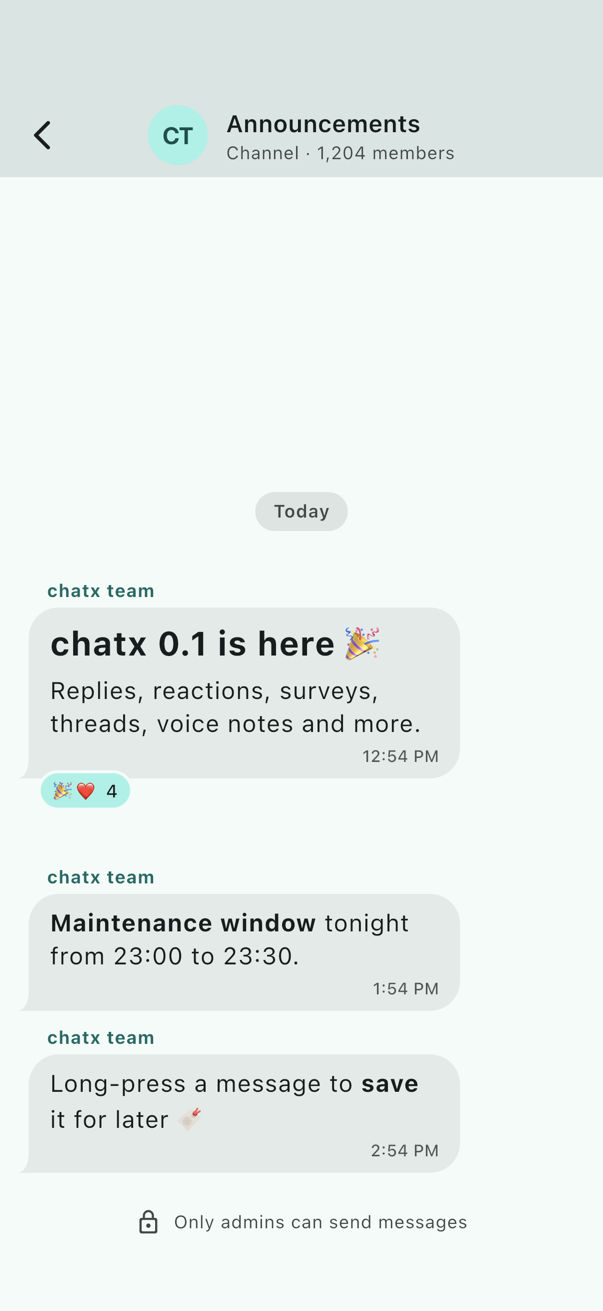 CT
Announcements
Channel · 1,204 members
Today
chatx team
chatx 0.1 is here 🎉
Replies, reactions, surveys,
threads, voice notes and more.
12:54 PM
🎉❤️ 4
chatx team
Maintenance window tonight
from 23:00 to 23:30.
1:54 PM
chatx team
Long-press a message to save
it for later 🔖
2:54 PM
Only admins can send messages